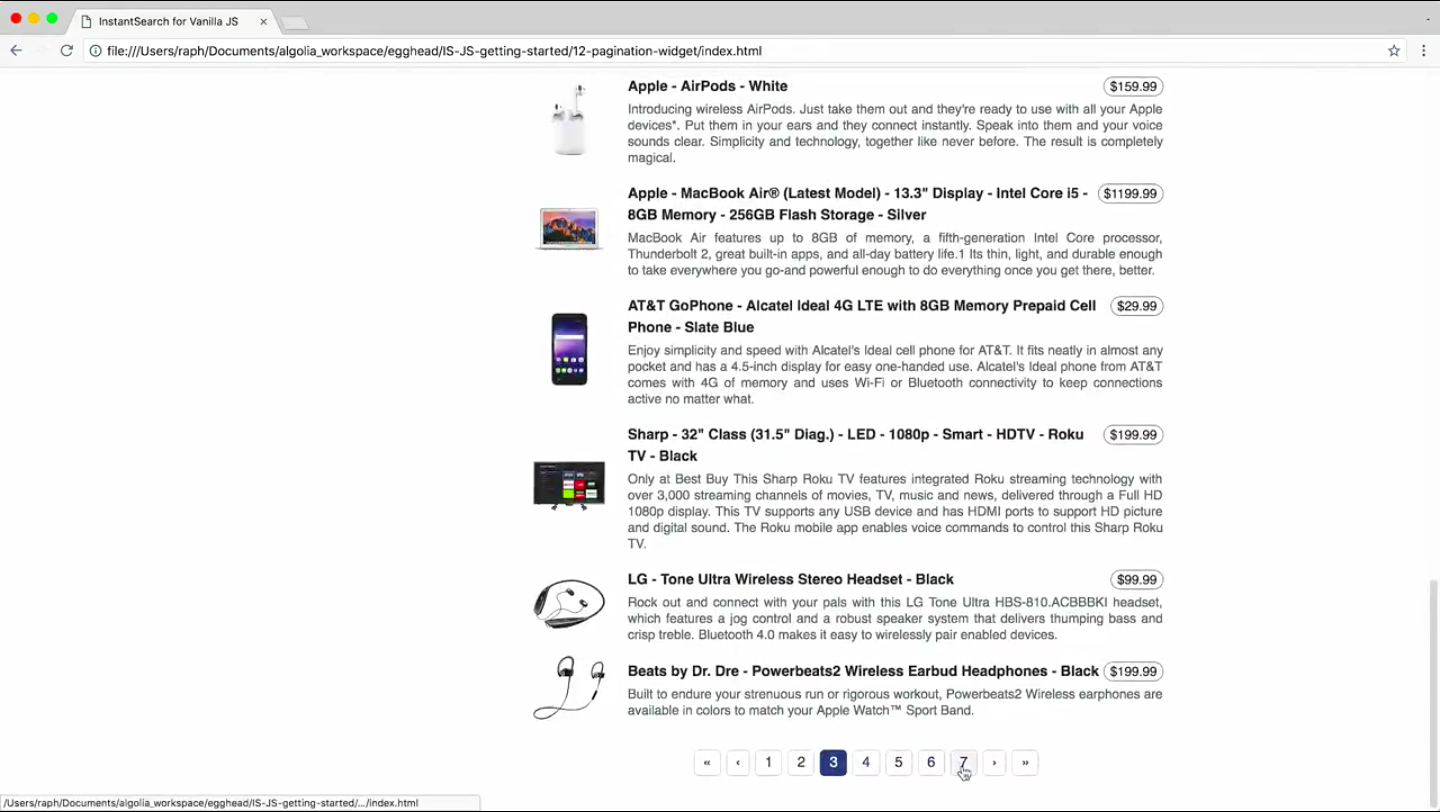 InstantSearch for Vanilla JS
file:///Users/raph/Documents/algolia_workspace/egghead/IS-JS-getting-started/12-pagination-widget/index.html
Apple - AirPods - White $159.99
Introducing wireless AirPods. Just take them out and they're ready to use with all your Apple
devices*. Put them in your ears and they connect instantly. Speak into them and your voice
sounds clear. Simplicity and technology, together like never before. The result is completely
magical.
Apple - MacBook Air® (Latest Model) - 13.3" Display - Intel Core i5 - $1199.99
8GB Memory - 256GB Flash Storage - Silver
MacBook Air features up to 8GB of memory, a fifth-generation Intel Core processor,
Thunderbolt 2, great built-in apps, and all-day battery life.1 Its thin, light, and durable enough
to take everywhere you go-and powerful enough to do everything once you get there, better.
AT&T GoPhone - Alcatel Ideal 4G LTE with 8GB Memory Prepaid Cell $29.99
Phone - Slate Blue
Enjoy simplicity and speed with Alcatel's Ideal cell phone for AT&T. It fits neatly in almost any
pocket and has a 4.5-inch display for easy one-handed use. Alcatel's Ideal phone from AT&T
comes with 4G of memory and uses Wi-Fi or Bluetooth connectivity to keep connections
active no matter what.
Sharp - 32" Class (31.5" Diag.) - LED - 1080p - Smart - HDTV - Roku $199.99
TV - Black
Only at Best Buy This Sharp Roku TV features integrated Roku streaming technology with
over 3,000 streaming channels of movies, TV, music and news, delivered through a Full HD
1080p display. This TV supports any USB device and has HDMI ports to support HD picture
and digital sound. The Roku mobile app enables voice commands to control this Sharp Roku
TV.
LG - Tone Ultra Wireless Stereo Headset - Black $99.99
Rock out and connect with your pals with this LG Tone Ultra HBS-810.ACBBBKI headset,
which features a jog control and a robust speaker system that delivers thumping bass and
crisp treble. Bluetooth 4.0 makes it easy to wirelessly pair enabled devices.
Beats by Dr. Dre - Powerbeats2 Wireless Earbud Headphones - Black $199.99
Built to endure your strenuous run or rigorous workout, Powerbeats2 Wireless earphones are
available in colors to match your Apple Watch™ Sport Band.
« ‹ 1 2 3 4 5 6 7 › »
/Users/raph/Documents/algolia_workspace/egghead/IS-JS-getting-started/.../index.html